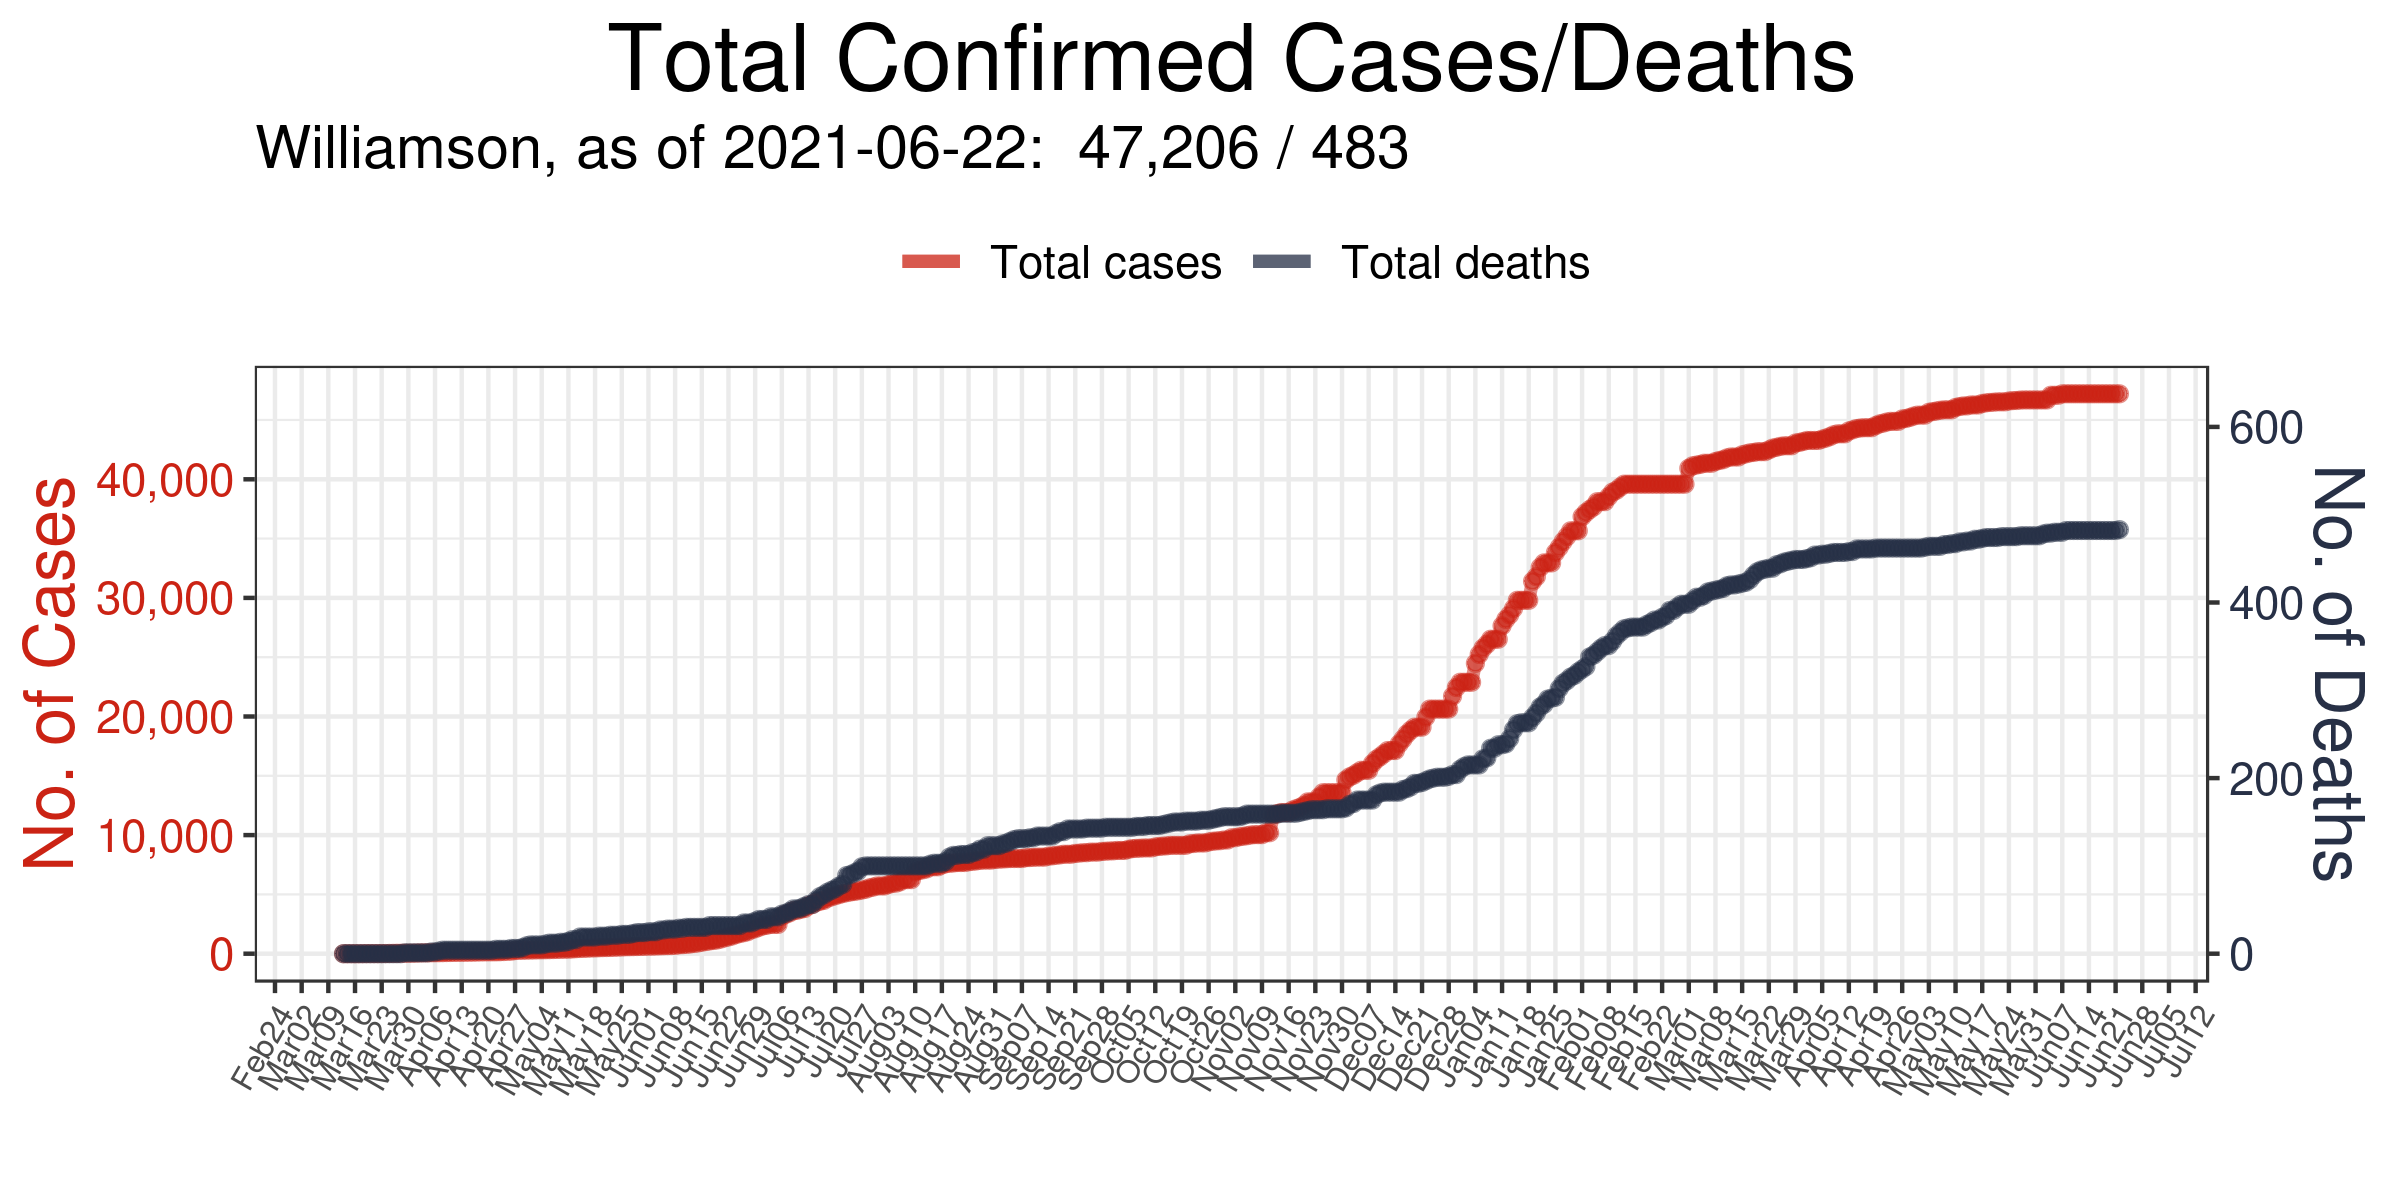 Total Confirmed Cases/Deaths
Williamson, as of 2021-06-22:  47,206 / 483
Total cases
Total deaths
No. of Cases
40,000
30,000
20,000
10,000
0
600
400
200
0
No. of Deaths
Feb24
Mar02
Mar09
Mar16
Mar23
Mar30
Apr06
Apr13
Apr20
Apr27
May04
May11
May18
May25
Jun01
Jun08
Jun15
Jun22
Jun29
Jul06
Jul13
Jul20
Jul27
Aug03
Aug10
Aug17
Aug24
Aug31
Sep07
Sep14
Sep21
Sep28
Oct05
Oct12
Oct19
Oct26
Nov02
Nov09
Nov16
Nov23
Nov30
Dec07
Dec14
Dec21
Dec28
Jan04
Jan11
Jan18
Jan25
Feb01
Feb08
Feb15
Feb22
Mar01
Mar08
Mar15
Mar22
Mar29
Apr05
Apr12
Apr19
Apr26
May03
May10
May17
May24
May31
Jun07
Jun14
Jun21
Jun28
Jul05
Jul12